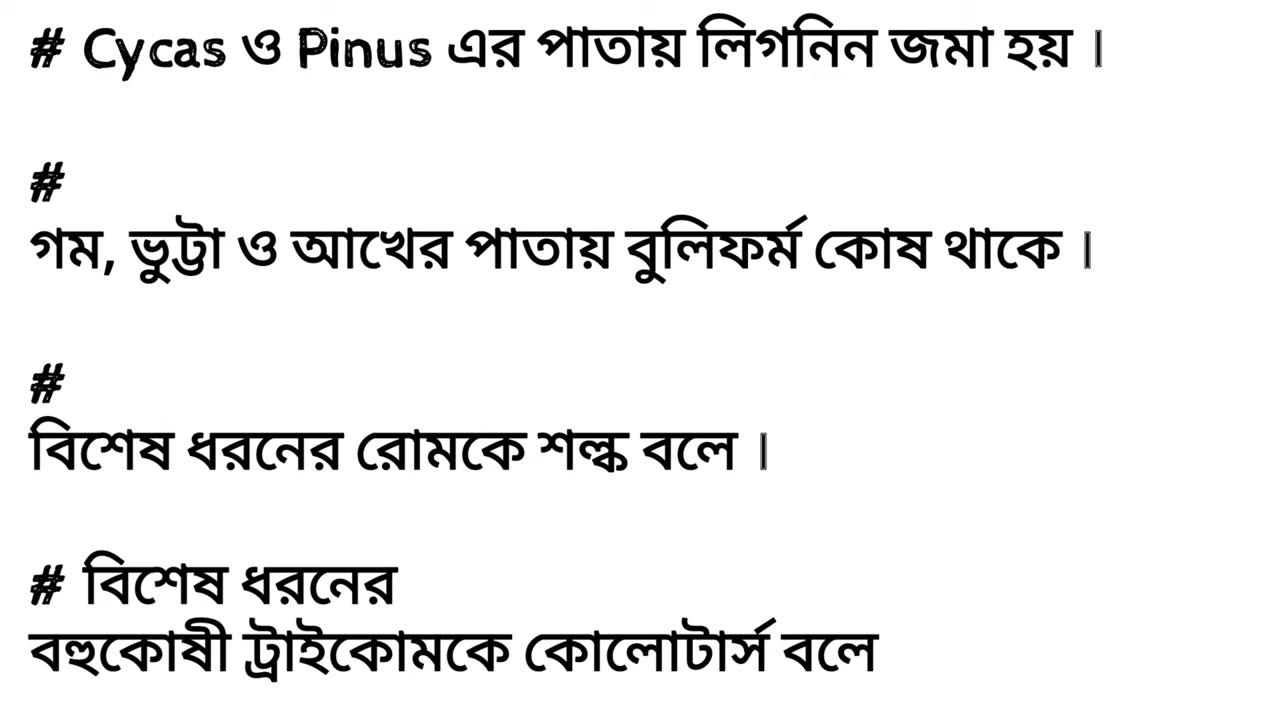 # Cycas ও Pinus এর পাতায় লিগনিন জমা হয় ।
#
গম, ভুট্টা ও আখের পাতায় বুলিফর্ম কোষ থাকে ।
#
বিশেষ ধরনের রোমকে শল্ক বলে ।
# বিশেষ ধরনের
বহুকোষী ট্রাইকোমকে কোলোটার্স বলে